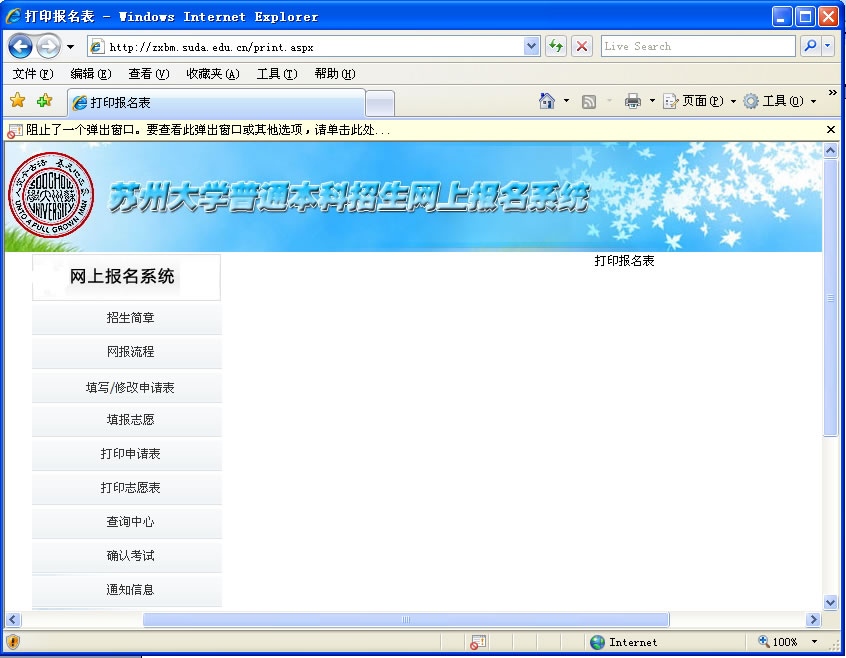 打印报名表 - Windows Internet Explorer
http://zxbm.suda.edu.cn/print.aspx
Live Search
文件(F) 编辑(E) 查看(V) 收藏夹(A) 工具(T) 帮助(H)
打印报名表
页面(P) 工具(O)
阻止了一个弹出窗口。要查看此弹出窗口或其他选项，请单击此处...
SOOCHOW
UNIVERSITY
UNTO A FULL GROWN MAN
苏州大学普通本科招生网上报名系统
网上报名系统
打印报名表
招生简章
网报流程
填写/修改申请表
填报志愿
打印申请表
打印志愿表
查询中心
确认考试
通知信息
Internet
100%